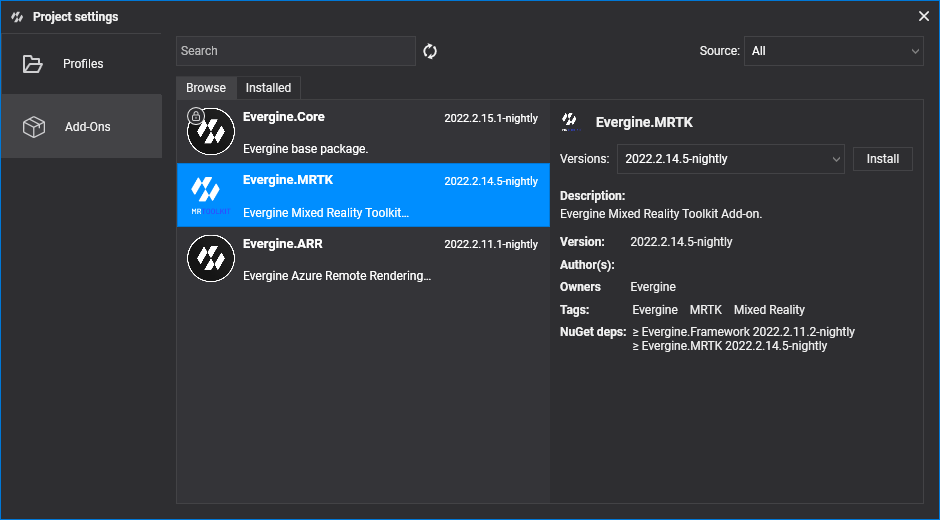 Project settings
Profiles
Add-Ons
Search
Source: All
Browse Installed
Evergine.Core 2022.2.15.1-nightly
Evergine base package.
Evergine.MRTK 2022.2.14.5-nightly
MRTOOLKIT
Evergine Mixed Reality Toolkit...
Evergine.ARR 2022.2.11.1-nightly
Evergine Azure Remote Rendering...
Evergine.MRTK
Versions: 2022.2.14.5-nightly Install
Description:
Evergine Mixed Reality Toolkit Add-on.
Version: 2022.2.14.5-nightly
Author(s):
Owners Evergine
Tags: Evergine MRTK Mixed Reality
NuGet deps: ≥ Evergine.Framework 2022.2.11.2-nightly
≥ Evergine.MRTK 2022.2.14.5-nightly